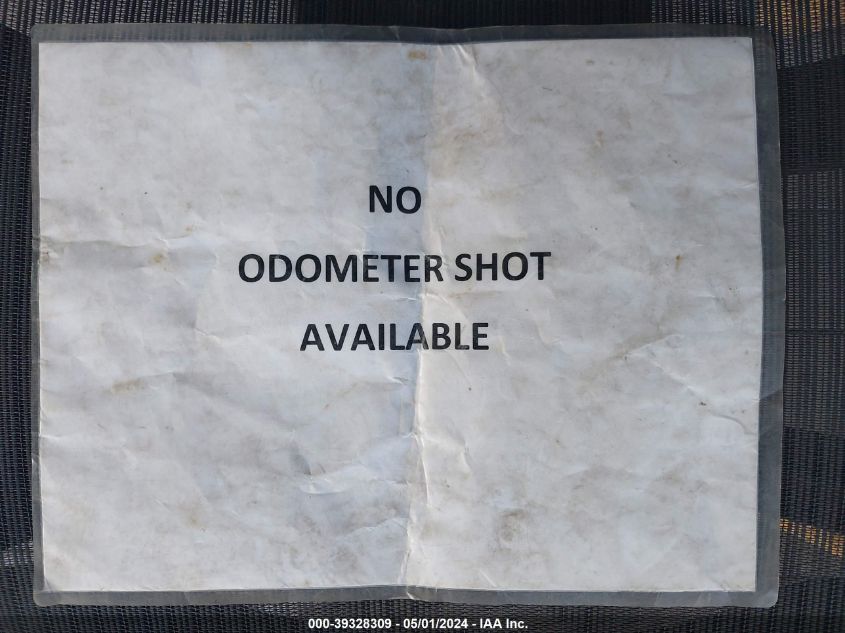 NO
ODOMETER SHOT
AVAILABLE
000-39328309 - 05/01/2024 - IAA Inc.